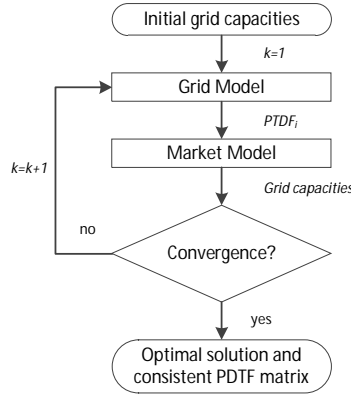 Initial grid capacities
k=1
Grid Model
PTDFi
Market Model
k=k+1
Grid capacities
no
Convergence?
yes
Optimal solution and
consistent PDTF matrix